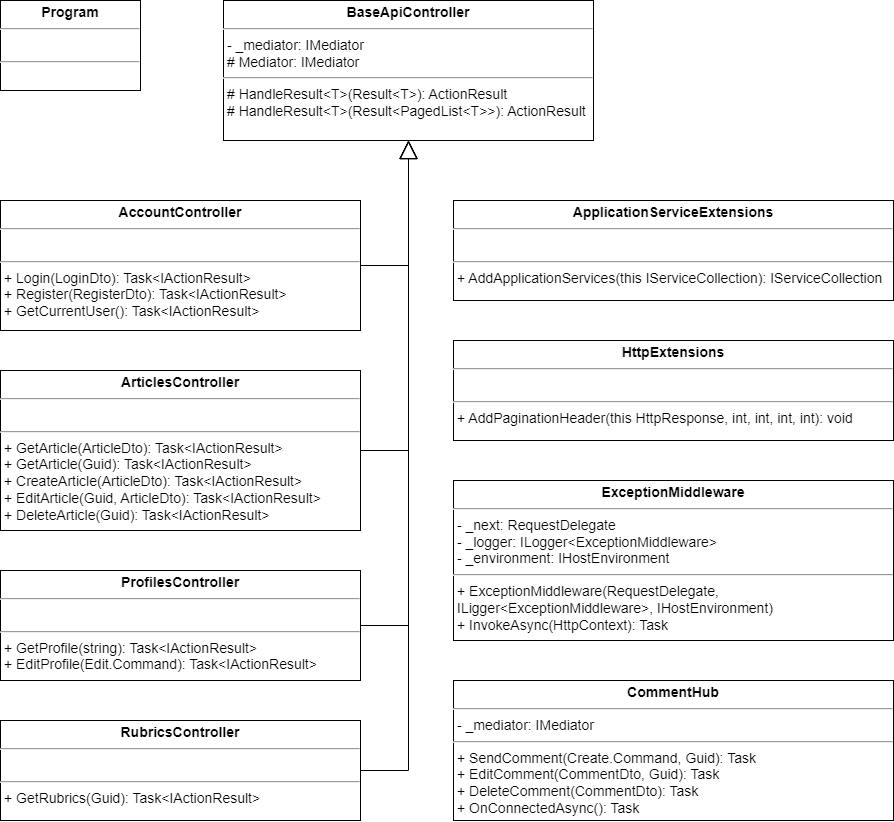 Program
BaseApiController
- _mediator: IMediator
# Mediator: IMediator
# HandleResult<T>(Result<T>): ActionResult
# HandleResult<T>(Result<PagedList<T>>): ActionResult
AccountController
+ Login(LoginDto): Task<IActionResult>
+ Register(RegisterDto): Task<IActionResult>
+ GetCurrentUser(): Task<IActionResult>
ArticlesController
+ GetArticle(ArticleDto): Task<IActionResult>
+ GetArticle(Guid): Task<IActionResult>
+ CreateArticle(ArticleDto): Task<IActionResult>
+ EditArticle(Guid, ArticleDto): Task<IActionResult>
+ DeleteArticle(Guid): Task<IActionResult>
ProfilesController
+ GetProfile(string): Task<IActionResult>
+ EditProfile(Edit.Command): Task<IActionResult>
RubricsController
+ GetRubrics(Guid): Task<IActionResult>
ApplicationServiceExtensions
+ AddApplicationServices(this IServiceCollection): IServiceCollection
HttpExtensions
+ AddPaginationHeader(this HttpResponse, int, int, int, int): void
ExceptionMiddleware
- _next: RequestDelegate
- _logger: ILogger<ExceptionMiddleware>
- _environment: IHostEnvironment
+ ExceptionMiddleware(RequestDelegate,
ILigger<ExceptionMiddleware>, IHostEnvironment)
+ InvokeAsync(HttpContext): Task
CommentHub
- _mediator: IMediator
+ SendComment(Create.Command, Guid): Task
+ EditComment(CommentDto, Guid): Task
+ DeleteComment(CommentDto): Task
+ OnConnectedAsync(): Task